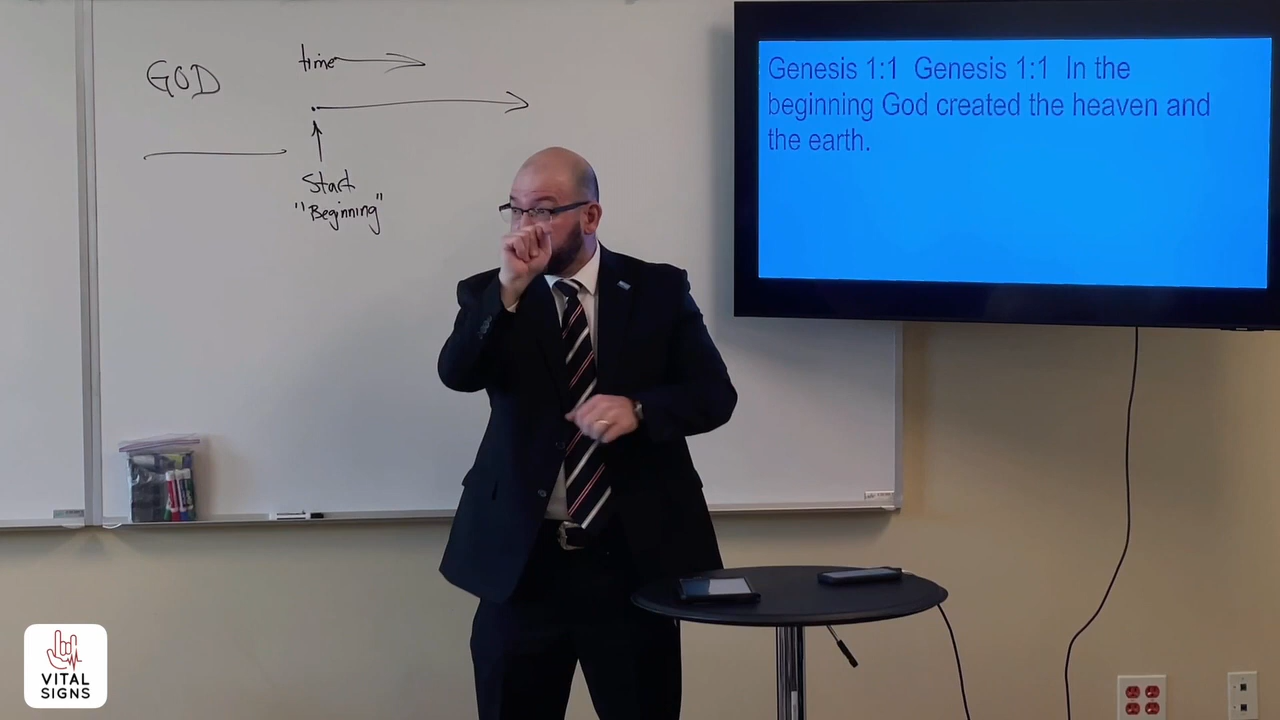 GOD
time
Start
"Beginning"
Genesis 1:1 Genesis 1:1 In the
beginning God created the heaven and
the earth.
VITAL
SIGNS